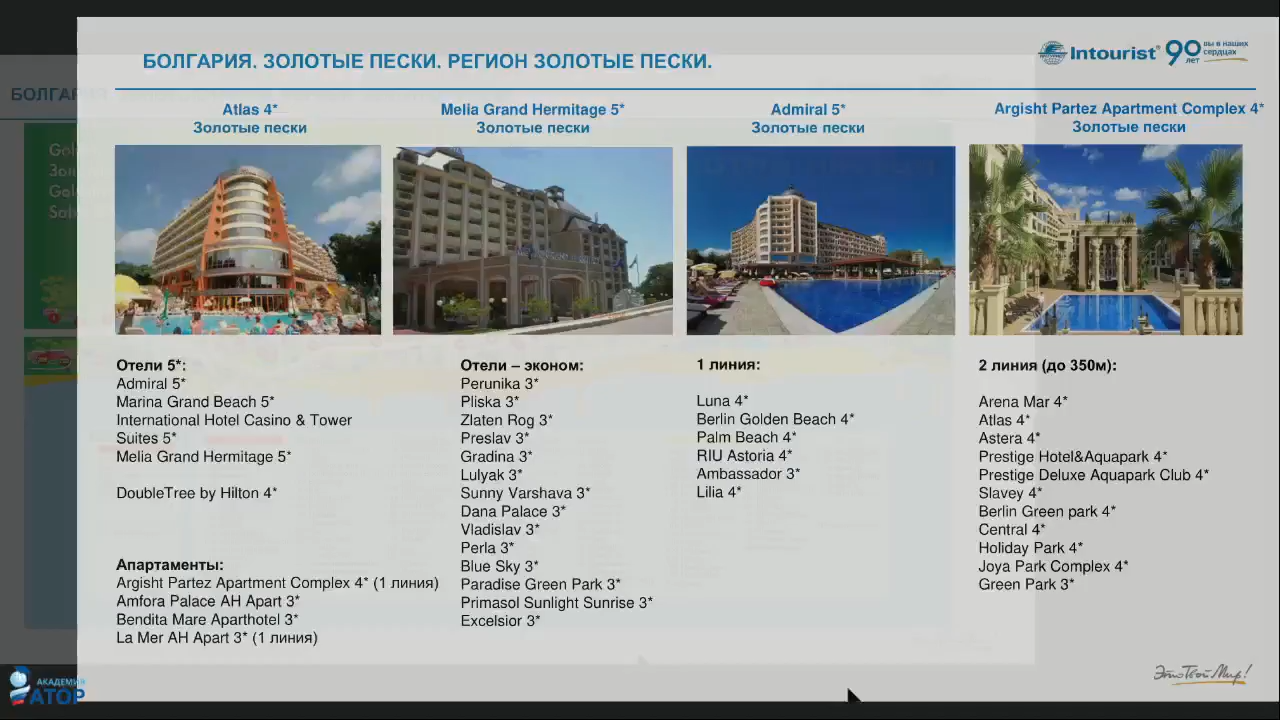 БОЛГАРИЯ. ЗОЛОТЫЕ ПЕСКИ. РЕГИОН ЗОЛОТЫЕ ПЕСКИ.
Intourist® 90 лет вы в наших сердцах
БОЛГАРИЯ
Atlas 4*
Золотые пески
Melia Grand Hermitage 5*
Золотые пески
Admiral 5*
Золотые пески
Argisht Partez Apartment Complex 4*
Золотые пески
Отели 5*:
Admiral 5*
Marina Grand Beach 5*
International Hotel Casino & Tower
Suites 5*
Melia Grand Hermitage 5*
DoubleTree by Hilton 4*
Апартаменты:
Argisht Partez Apartment Complex 4* (1 линия)
Amfora Palace AH Apart 3*
Bendita Mare Aparthotel 3*
La Mer AH Apart 3* (1 линия)
Отели – эконом:
Perunika 3*
Pliska 3*
Zlaten Rog 3*
Preslav 3*
Gradina 3*
Lulyak 3*
Sunny Varshava 3*
Dana Palace 3*
Vladislav 3*
Perla 3*
Blue Sky 3*
Paradise Green Park 3*
Primasol Sunlight Sunrise 3*
Excelsior 3*
1 линия:
Luna 4*
Berlin Golden Beach 4*
Palm Beach 4*
RIU Astoria 4*
Ambassador 3*
Lilia 4*
2 линия (до 350м):
Arena Mar 4*
Atlas 4*
Astera 4*
Prestige Hotel&Aquapark 4*
Prestige Deluxe Aquapark Club 4*
Slavey 4*
Berlin Green park 4*
Central 4*
Holiday Park 4*
Joya Park Complex 4*
Green Park 3*
АКАДЕМИЯ
АТОР
Это Твой Мир!